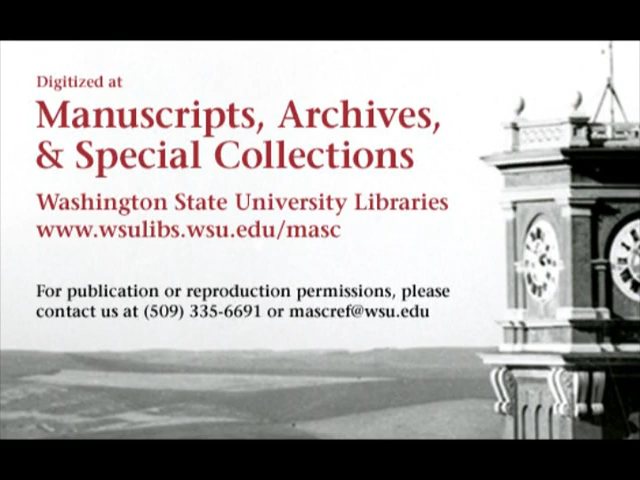 Digitized at
Manuscripts, Archives,
& Special Collections
Washington State University Libraries
www.wsulibs.wsu.edu/masc
For publication or reproduction permissions, please
contact us at (509) 335-6691 or mascref@wsu.edu